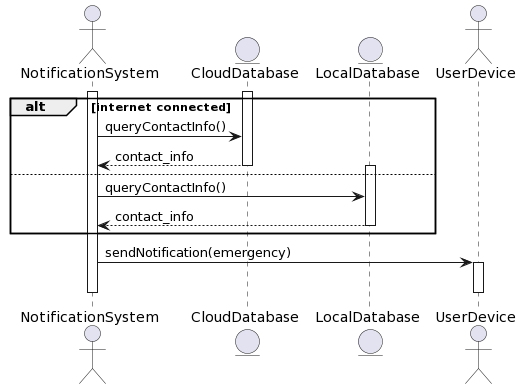 NotificationSystem CloudDatabase LocalDatabase UserDevice
alt [internet connected]
queryContactInfo()
contact_info
queryContactInfo()
contact_info
sendNotification(emergency)
NotificationSystem CloudDatabase LocalDatabase UserDevice